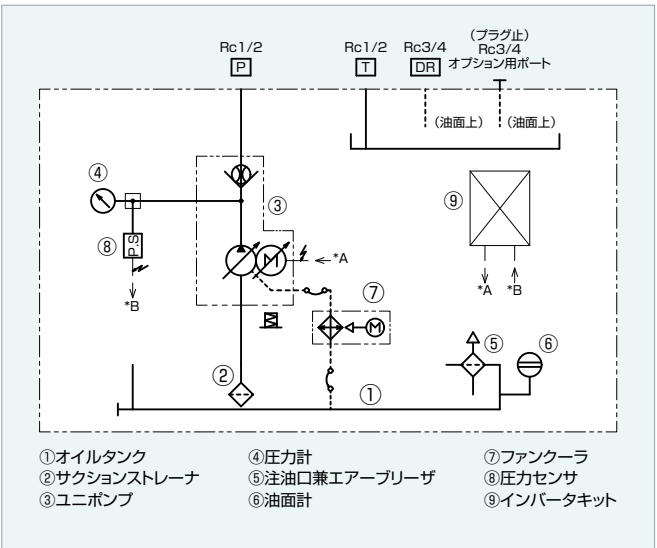 (プラグ止)
Rc1/2 Rc1/2 Rc3/4 Rc3/4
P T DR オプション用ポート
(油面上) (油面上)
④
③
⑨
⑧ P.S
M *A
*B
*A *B
⑦
M
⑤ ⑥
②
①
①オイルタンク ④圧力計 ⑦ファンクーラ
②サクションストレーナ ⑤注油口兼エアーブリーザ ⑧圧力センサ
③ユニポンプ ⑥油面計 ⑨インバータキット